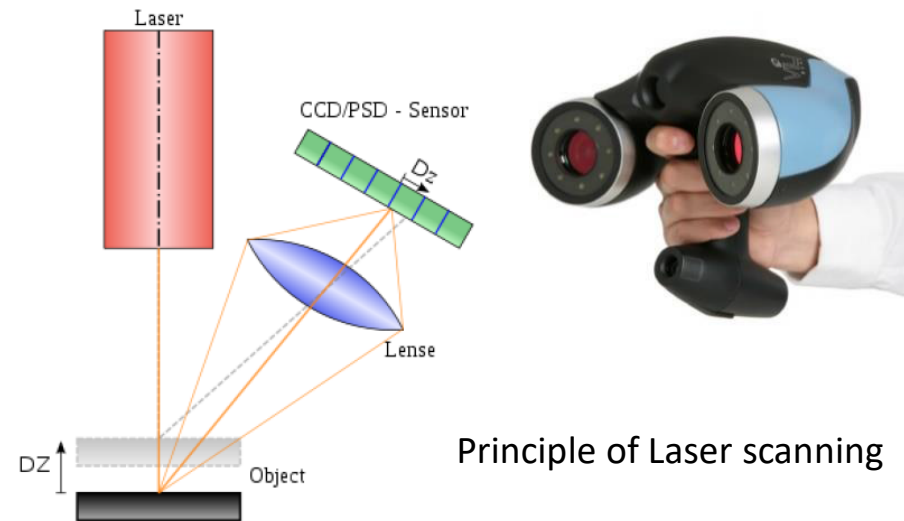 Laser
CCD/PSD - Sensor
Dz
Lense
DZ
Object
Principle of Laser scanning